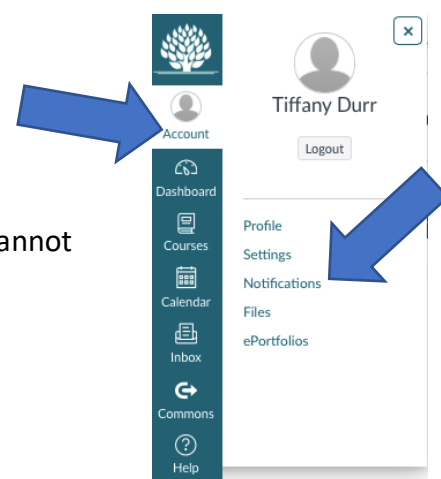 ×
Tiffany Durr
Logout
Account
Dashboard
Courses
Calendar
Inbox
Commons
Help
Profile
Settings
Notifications
Files
ePortfolios
annot